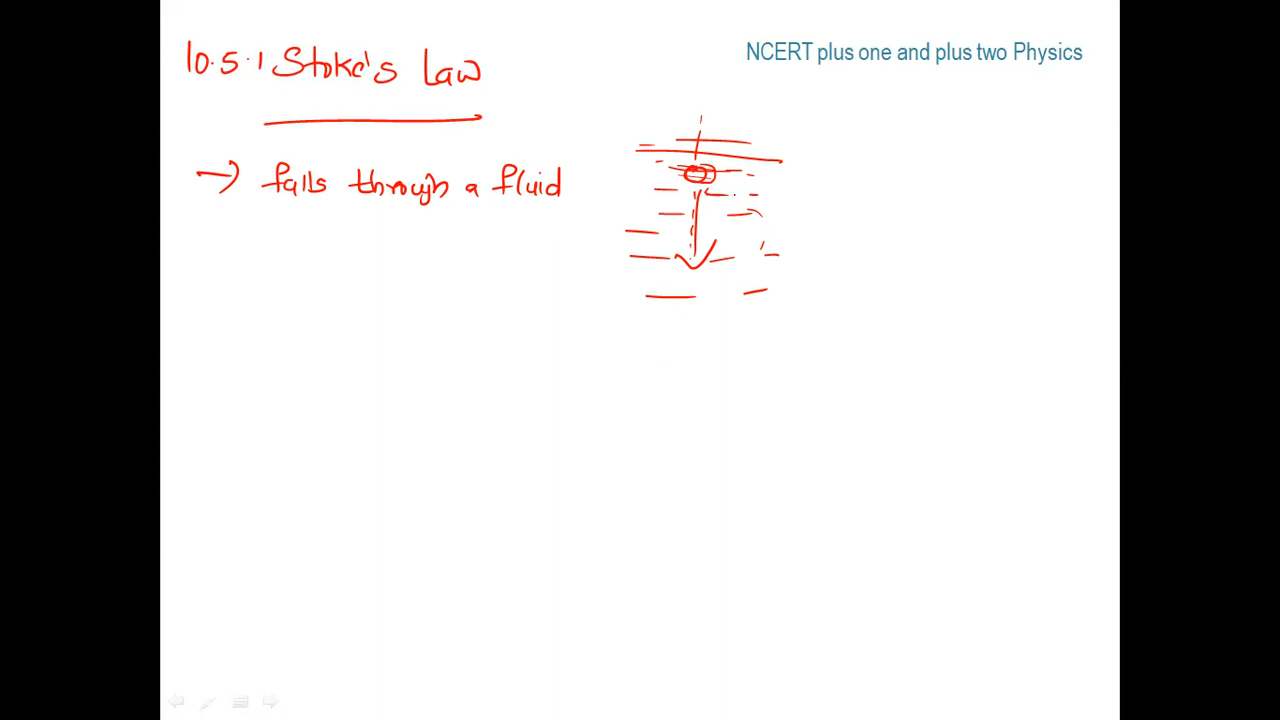 NCERT plus one and plus two Physics
10.5.1 Stoke's Law
→ falls through a fluid